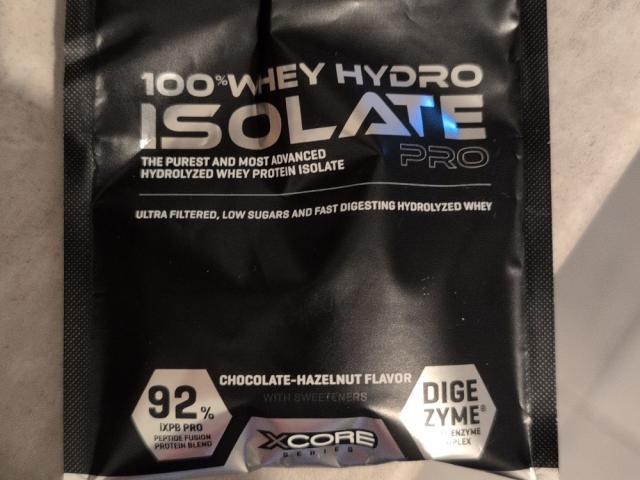 100% WHEY HYDRO
ISOLATE
PRO
THE PUREST AND MOST ADVANCED
HYDROLYZED WHEY PROTEIN ISOLATE
ULTRA FILTERED, LOW SUGARS AND FAST DIGESTING HYDROLYZED WHEY
CHOCOLATE-HAZELNUT FLAVOR
WITH SWEETENERS
92%
iXPB PRO
PEPTIDE FUSION
PROTEIN BLEND
XCORE
SERIES
DIGE
ZYME®
ENZYME